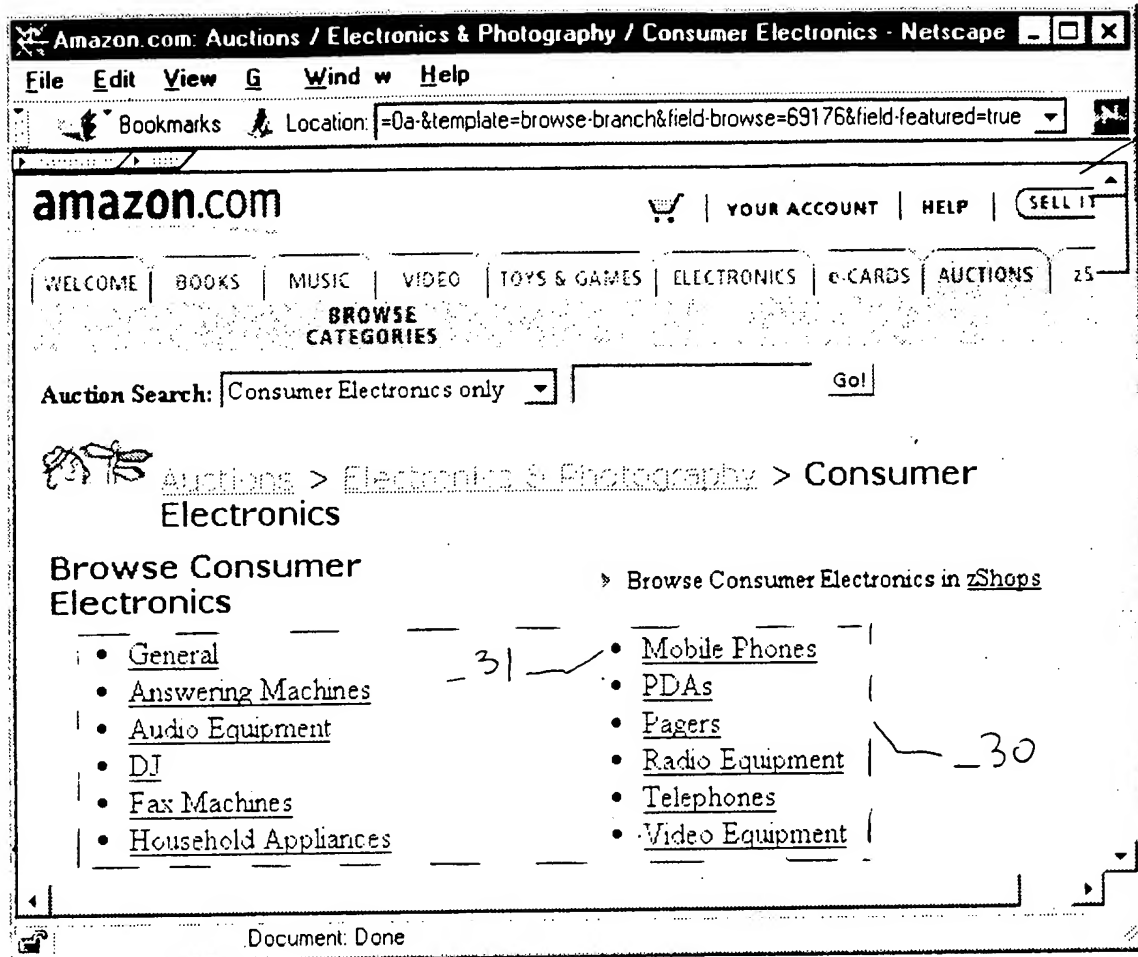 Amazon.com: Auctions / Electronics & Photography / Consumer Electronics - Netscape
File Edit View G Wind w Help
Bookmarks Location: =0a-&template=browse-branch&field-browse=69176&field-featured=true
amazon.com
YOUR ACCOUNT | HELP | SELL IT
WELCOME | BOOKS | MUSIC | VIDEO | TOYS & GAMES | ELECTRONICS | e-CARDS | AUCTIONS | zS
BROWSE
CATEGORIES
Auction Search: Consumer Electronics only Go!
Auctions > Electronics & Photography > Consumer
Electronics
Browse Consumer
Electronics
Browse Consumer Electronics in zShops
• General
• Answering Machines
• Audio Equipment
• DJ
• Fax Machines
• Household Appliances
_31
• Mobile Phones
• PDAs
• Pagers
• Radio Equipment
• Telephones
• Video Equipment
_30
Document: Done